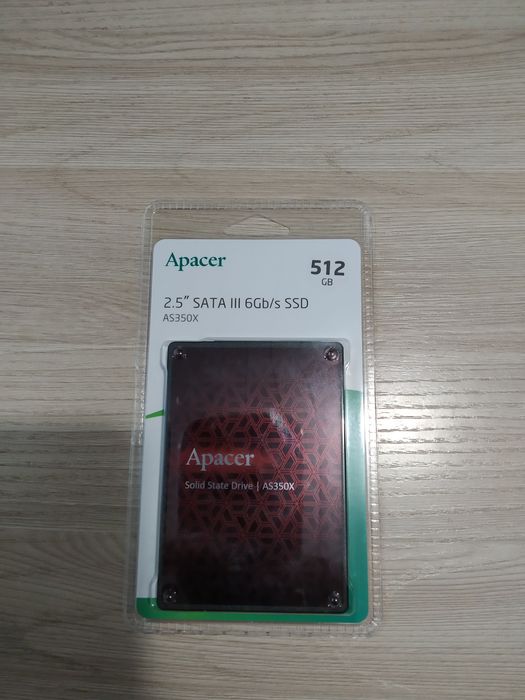 Apacer
512
GB
2.5" SATA III 6Gb/s SSD
AS350X
Apacer
Solid State Drive | AS350X